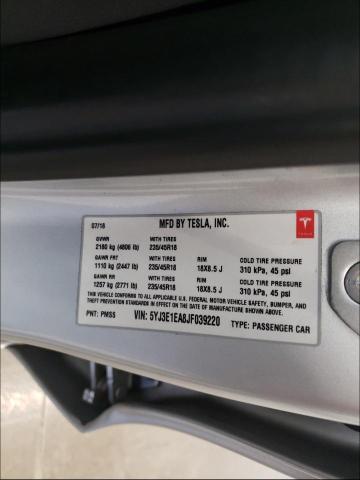 07/18 MFD BY TESLA, INC.
GVWR WITH TIRES
2180 kg (4806 lb) 235/45R18
GAWR FRT WITH TIRES RIM COLD TIRE PRESSURE
1110 kg (2447 lb) 235/45R18 18X8.5 J 310 kPa, 45 psi
GAWR RR WITH TIRES RIM COLD TIRE PRESSURE
1257 kg (2771 lb) 235/45R18 18X8.5 J 310 kPa, 45 psi
THIS VEHICLE CONFORMS TO ALL APPLICABLE U.S. FEDERAL MOTOR VEHICLE SAFETY, BUMPER, AND
THEFT PREVENTION STANDARDS IN EFFECT ON THE DATE OF MANUFACTURE SHOWN ABOVE.
PNT: PMSS VIN: 5YJ3E1EA8JF039220 TYPE: PASSENGER CAR
TESLA